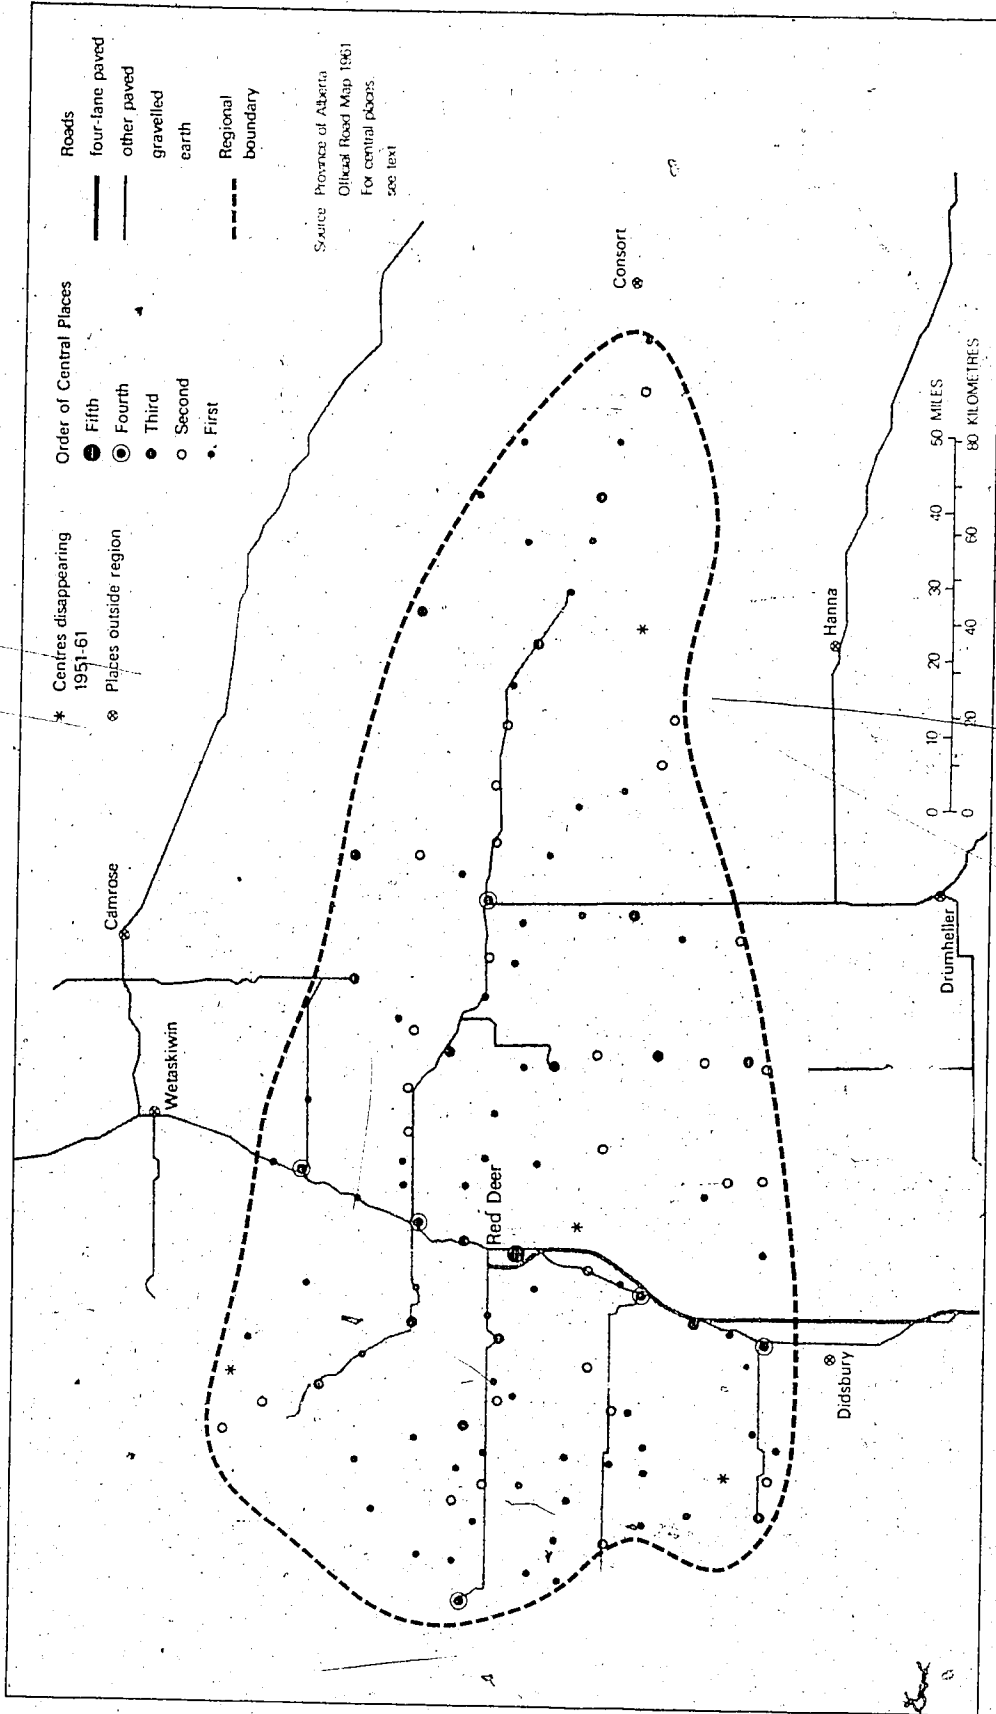 * Centres disappearing
1951-61
⊗ Places outside region
Order of Central Places
Fifth
Fourth
Third
Second
First
Roads
four-lane paved
other paved
gravelled
earth
Regional
boundary
Source Province of Alberta
Official Road Map 1961
For central places
see text
Camrose
Wetaskiwin
Consort
Red Deer
Hanna
Drumheller
Didsbury
0 10 20 30 40 50 MILES
0 20 40 60 80 KILOMETRES